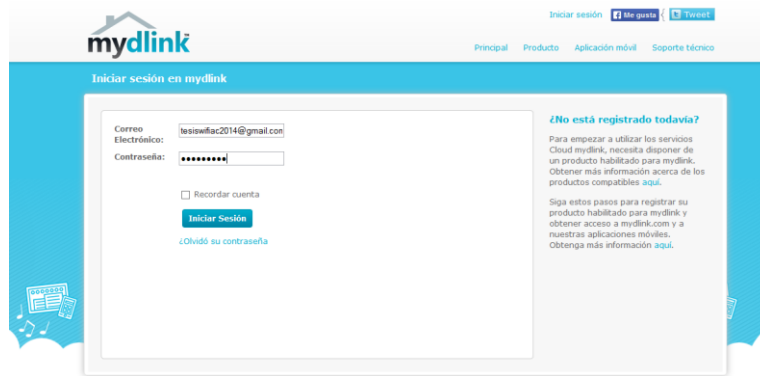 Iniciar sesión
Me gusta
Tweet
mydlink
Principal Producto Aplicación móvil Soporte técnico
Iniciar sesión en mydlink
Correo
Electrónico:
tesiswifiac2014@gmail.con
Contraseña:
Recordar cuenta
Iniciar Sesión
¿Olvidó su contraseña
¿No está registrado todavía?
Para empezar a utilizar los servicios
Cloud mydlink, necesita disponer de
un producto habilitado para mydlink.
Obtener más información acerca de los
productos compatibles aquí.
Siga estos pasos para registrar su
producto habilitado para mydlink y
obtener acceso a mydlink.com y a
nuestras aplicaciones móviles.
Obtenga más información aquí.